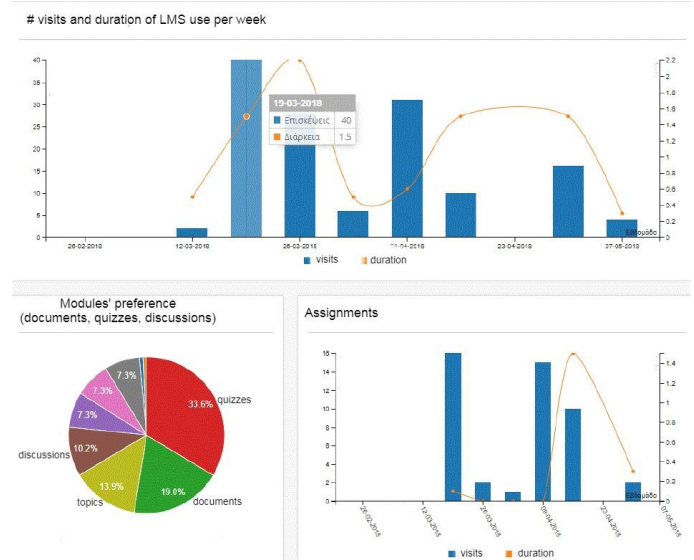 # visits and duration of LMS use per week
40
35
30
25
20
15
10
5
0
2.2
2
1.8
1.6
1.4
1.2
1
0.8
0.6
0.4
0.2
0
19-03-2018
Επισκέψεις 40
Διάρκεια 1.5
Εβδομάδα
26-02-2018 12-03-2018 26-03-2018 09-04-2018 23-04-2018 07-05-2018
visits duration
Modules' preference
(documents, quizzes, discussions)
33.6%
quizzes
19.0%
documents
13.9%
topics
10.2%
discussions
7.3%
7.3%
7.3%
Assignments
16
14
12
10
8
6
4
2
0
1.4
1.2
1
0.8
0.6
0.4
0.2
0
Εβδομάδα
26-02-2018 12-03-2018 26-03-2018 09-04-2018 23-04-2018 07-05-2018
visits duration